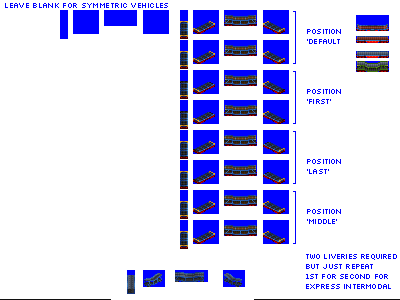 LEAVE BLANK FOR SYMMETRIC VEHICLES
POSITION
'DEFAULT
POSITION
'FIRST'
POSITION
'LAST'
POSITION
'MIDDLE'
TWO LIVERIES REQUIRED
BUT JUST REPEAT
1ST FOR SECOND FOR
EXPRESS INTERMODAL